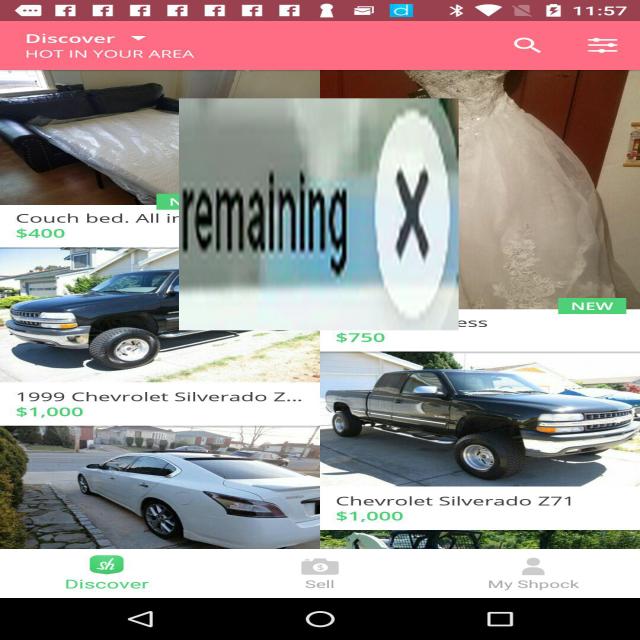 11:57
Discover
HOT IN YOUR AREA
remaining X
Couch bed. All in
$400
NEW
ess
$750
1999 Chevrolet Silverado Z...
$1,000
Chevrolet Silverado Z71
$1,000
sh
Discover
Sell
My Shpock